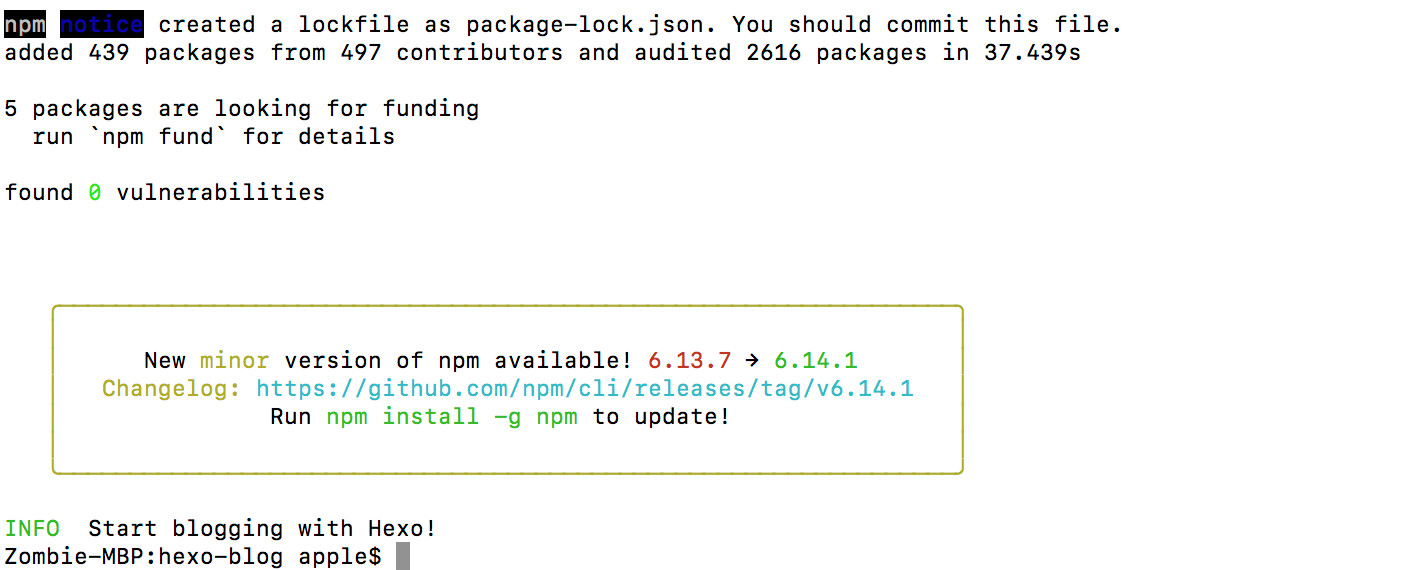 npm notice created a lockfile as package-lock.json. You should commit this file.
added 439 packages from 497 contributors and audited 2616 packages in 37.439s
5 packages are looking for funding
run `npm fund` for details
found 0 vulnerabilities
New minor version of npm available! 6.13.7 → 6.14.1
Changelog: https://github.com/npm/cli/releases/tag/v6.14.1
Run npm install -g npm to update!
INFO  Start blogging with Hexo!
Zombie-MBP:hexo-blog apple$